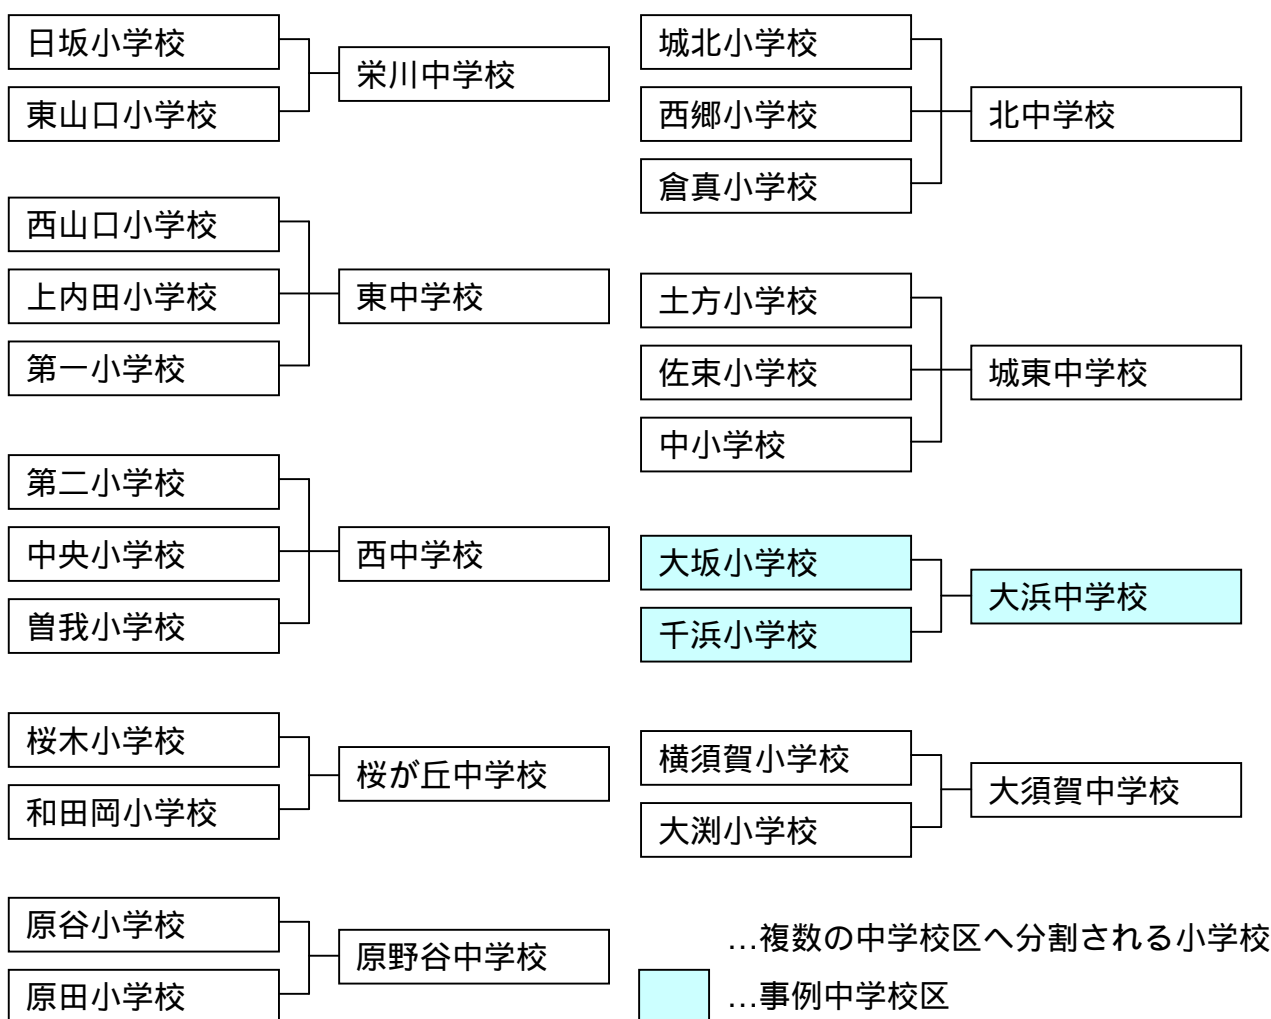 日坂小学校
東山口小学校
栄川中学校
西山口小学校
上内田小学校
第一小学校
東中学校
第二小学校
中央小学校
曽我小学校
西中学校
桜木小学校
和田岡小学校
桜が丘中学校
原谷小学校
原田小学校
原野谷中学校
城北小学校
西郷小学校
倉真小学校
北中学校
土方小学校
佐束小学校
中小学校
城東中学校
大坂小学校
千浜小学校
大浜中学校
横須賀小学校
大渕小学校
大須賀中学校
…複数の中学校区へ分割される小学校
…事例中学校区